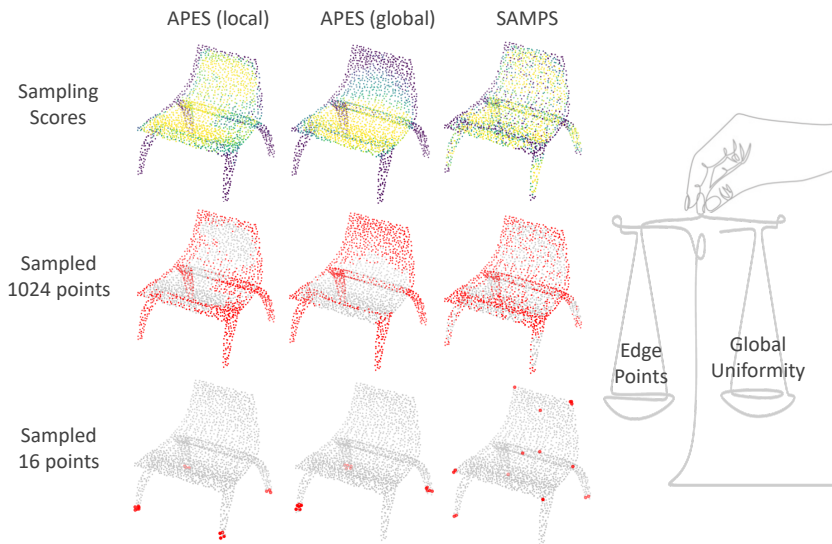 APES (local) APES (global) SAMPS
Sampling
Scores
Sampled
1024 points
Edge
Points
Global
Uniformity
Sampled
16 points